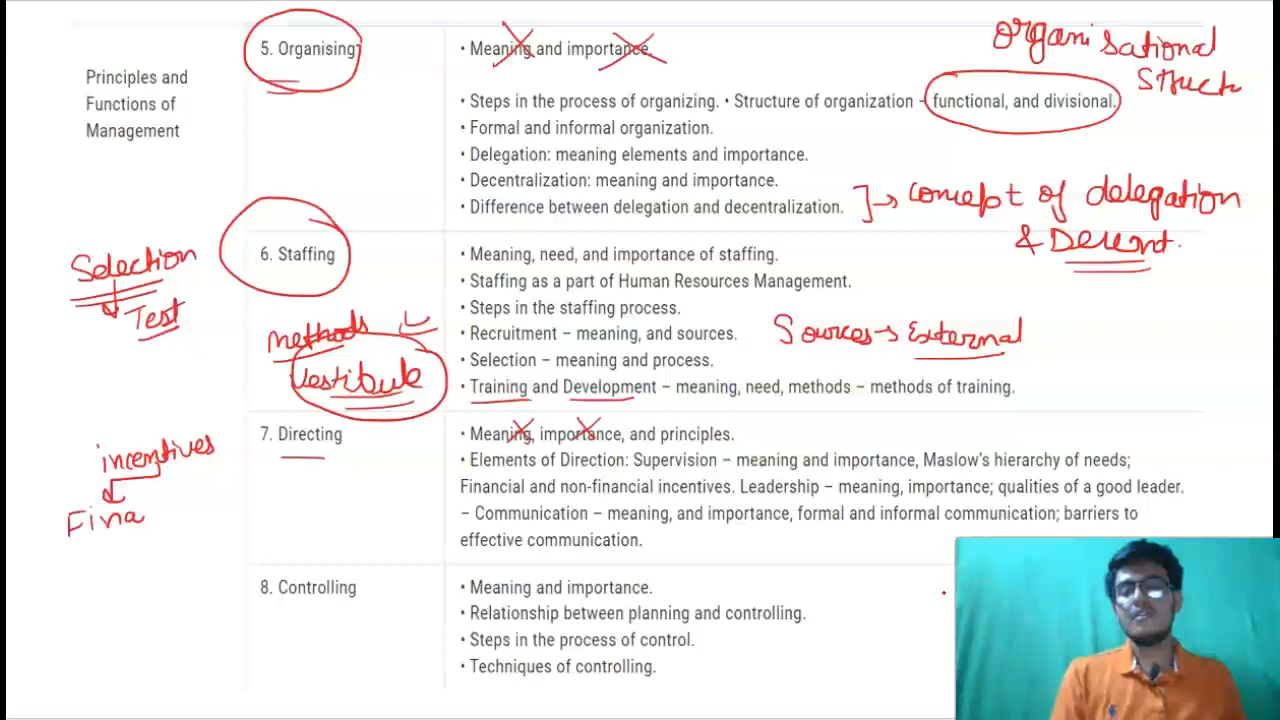 5. Organising
• Meaning and importance.
organisational
Struct
Principles and
Functions of
Management
• Steps in the process of organizing. • Structure of organization – functional, and divisional.
• Formal and informal organization.
• Delegation: meaning elements and importance.
• Decentralization: meaning and importance.
• Difference between delegation and decentralization.
] → concept of delegation
& Decent.
6. Staffing
• Meaning, need, and importance of staffing.
• Staffing as a part of Human Resources Management.
• Steps in the staffing process.
• Recruitment – meaning, and sources.
Sources → External
• Selection – meaning and process.
• Training and Development – meaning, need, methods – methods of training.
Selection
Test
methods
Vestibule
7. Directing
• Meaning, importance, and principles.
• Elements of Direction: Supervision – meaning and importance, Maslow's hierarchy of needs;
Financial and non-financial incentives. Leadership – meaning, importance; qualities of a good leader.
– Communication – meaning, and importance, formal and informal communication; barriers to
effective communication.
incentives
Fina
8. Controlling
• Meaning and importance.
• Relationship between planning and controlling.
• Steps in the process of control.
• Techniques of controlling.